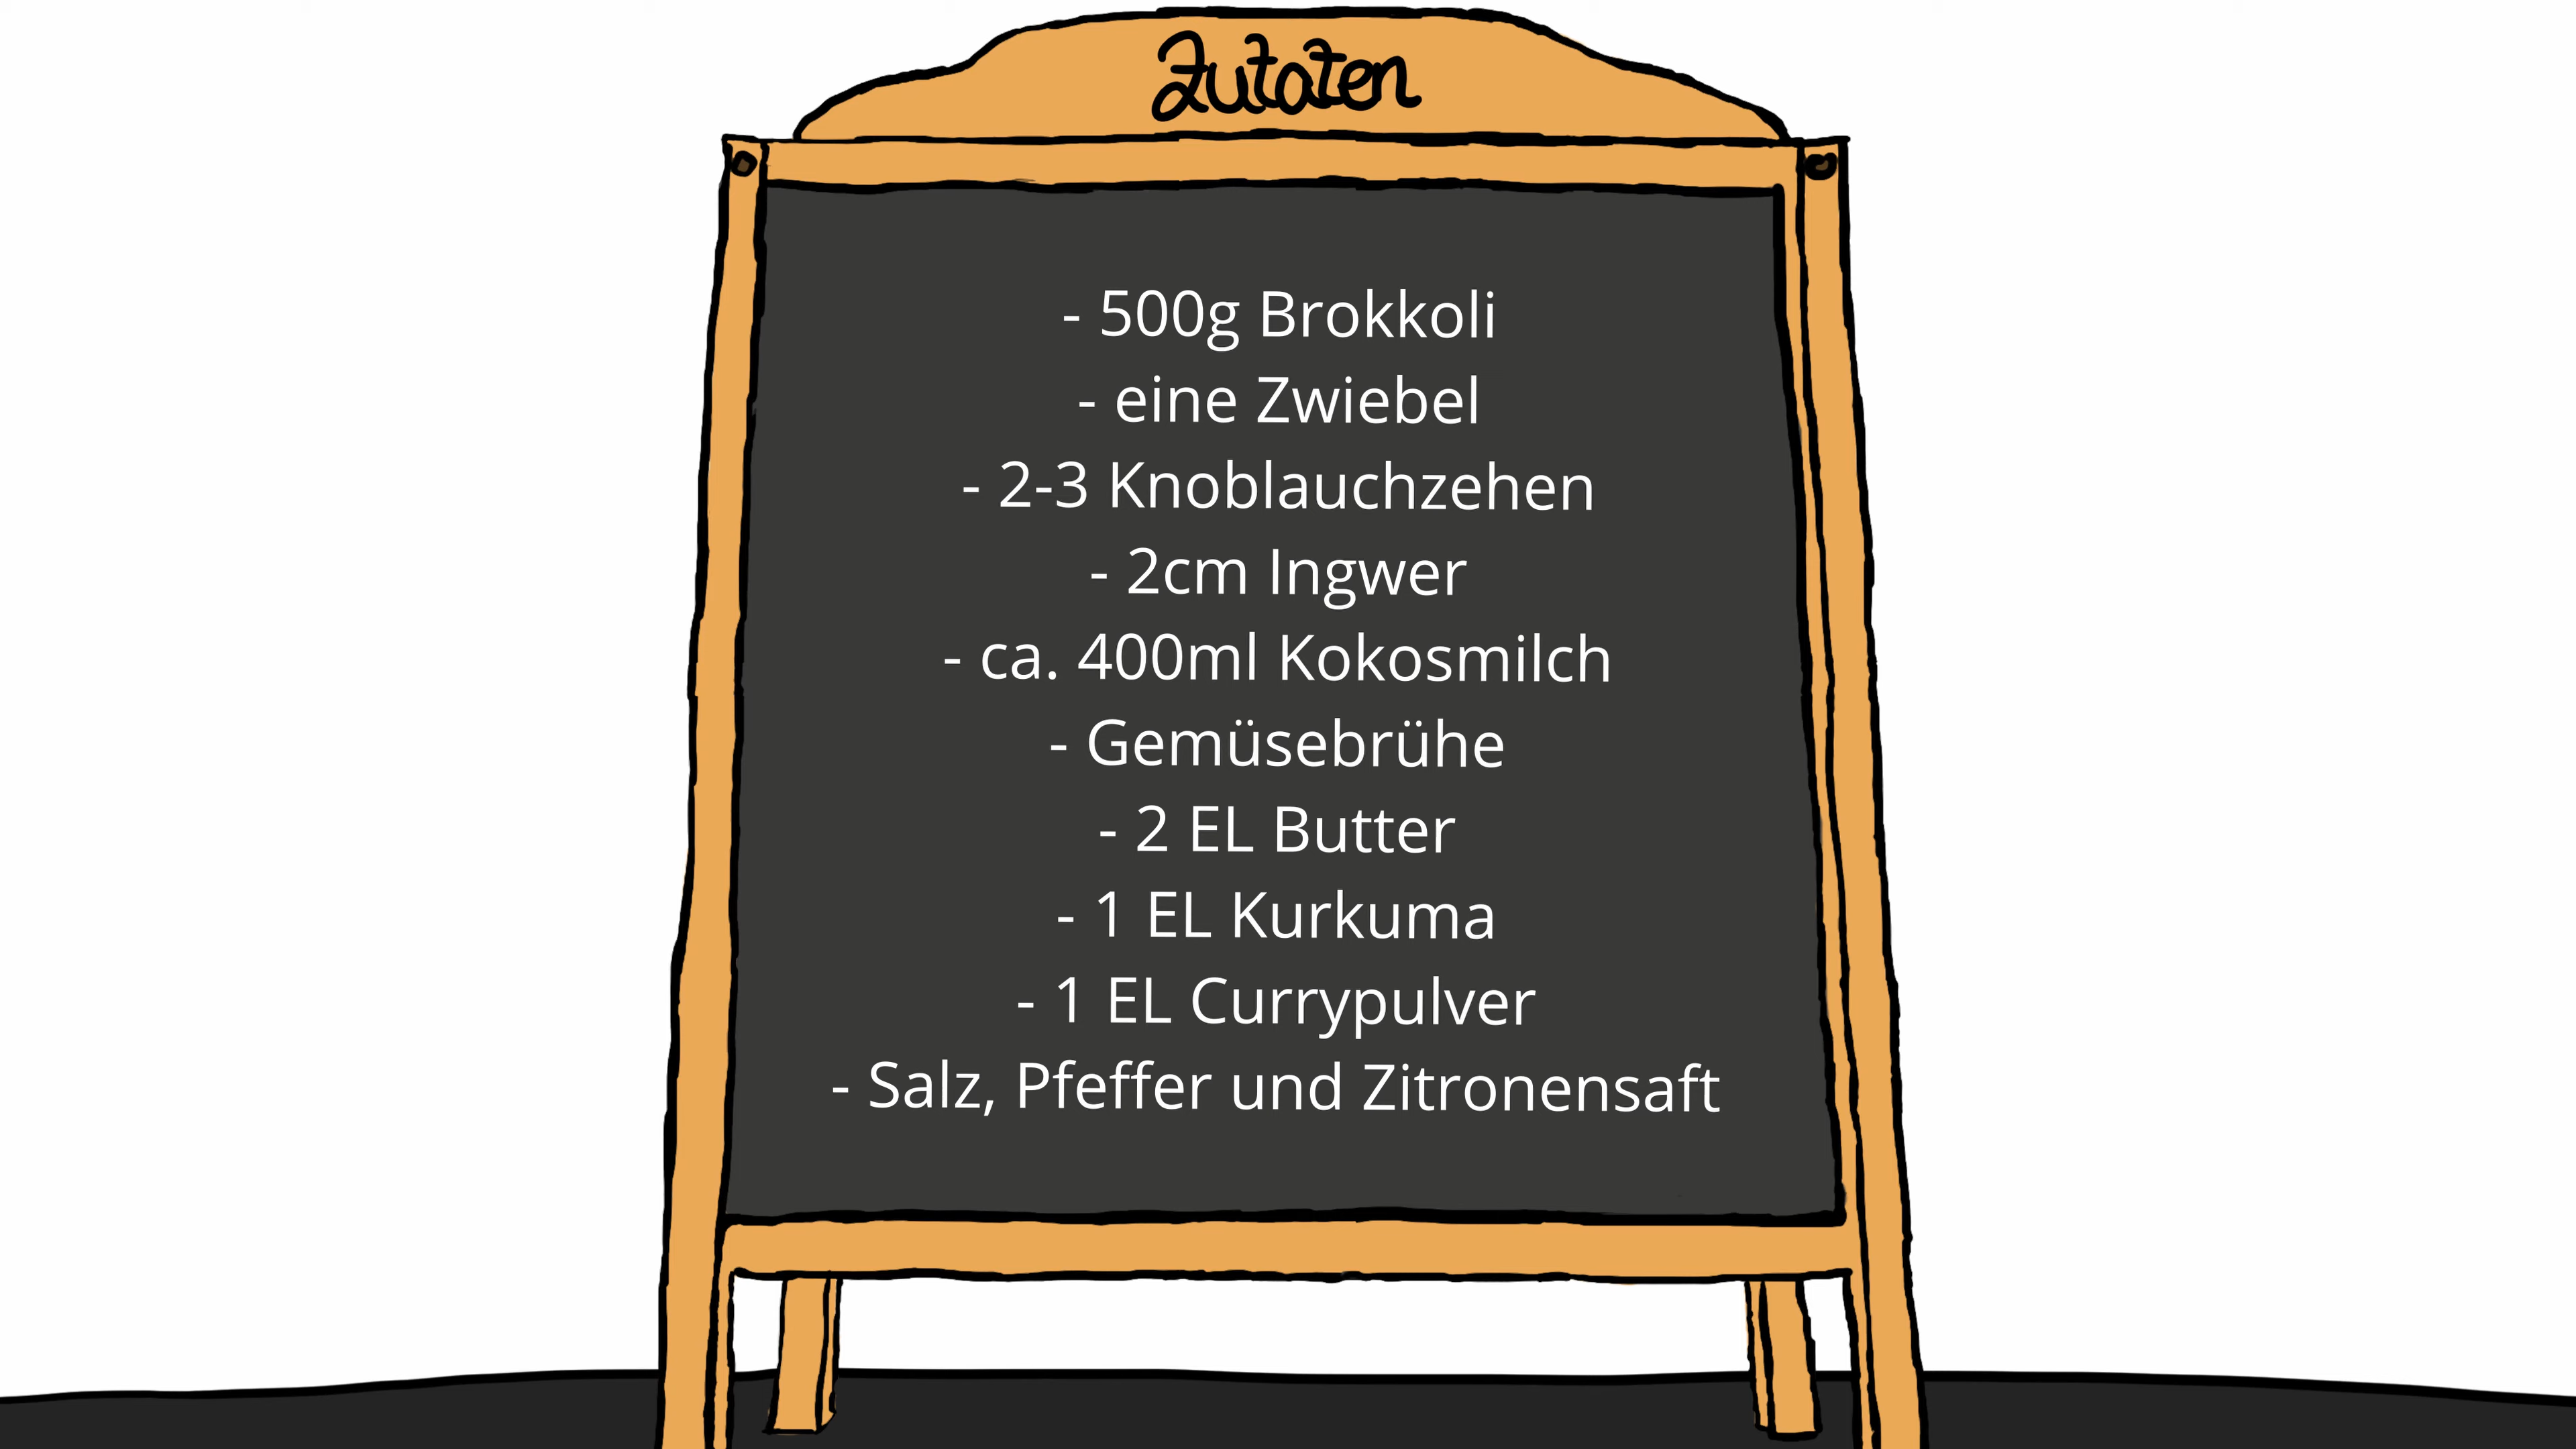 Zutaten
- 500g Brokkoli
- eine Zwiebel
- 2-3 Knoblauchzehen
- 2cm Ingwer
- ca. 400ml Kokosmilch
- Gemüsebrühe
- 2 EL Butter
- 1 EL Kurkuma
- 1 EL Currypulver
- Salz, Pfeffer und Zitronensaft